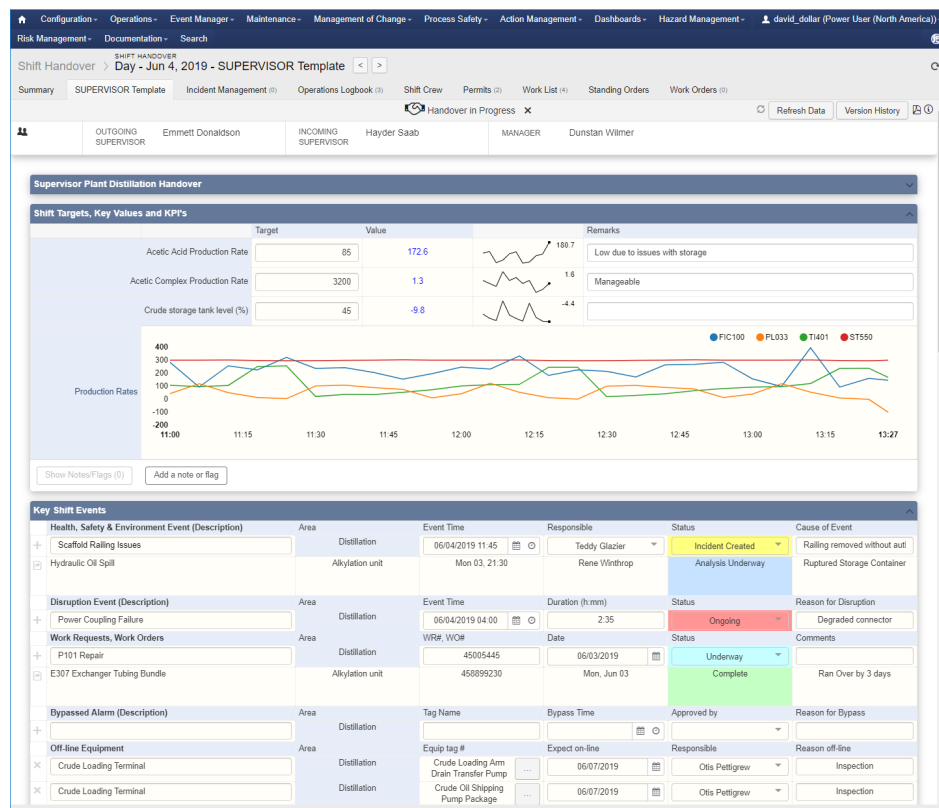 Configuration Operations Event Manager Maintenance Management of Change Process Safety Action Management Dashboards Hazard Management david_dollar (Power User (North America))
Risk Management Documentation Search
SHIFT HANDOVER
Shift Handover > Day - Jun 4, 2019 - SUPERVISOR Template < >
Summary SUPERVISOR Template Incident Management (0) Operations Logbook (3) Shift Crew Permits (2) Work List (4) Standing Orders Work Orders (0)
Handover in Progress ✕ Refresh Data Version History
OUTGOING SUPERVISOR Emmett Donaldson INCOMING SUPERVISOR Hayder Saab MANAGER Dunstan Wilmer
Supervisor Plant Distillation Handover
Shift Targets, Key Values and KPI's
Target Value Remarks
Acetic Acid Production Rate 85 172.6 180.7 Low due to issues with storage
Acetic Complex Production Rate 3200 1.3 1.6 Manageable
Crude storage tank level (%) 45 -9.8 -4.4
FIC100 PL033 TI401 ST550
Production Rates
400
300
200
100
0
-100
-200
11:00 11:15 11:30 11:45 12:00 12:15 12:30 12:45 13:00 13:15 13:27
Show Notes/Flags (0) Add a note or flag
Key Shift Events
Health, Safety & Environment Event (Description) Area Event Time Responsible Status Cause of Event
Scaffold Railing Issues Distillation 06/04/2019 11:45 Teddy Glazier Incident Created Railing removed without autl
Hydraulic Oil Spill Alkylation unit Mon 03, 21:30 Rene Winthrop Analysis Underway Ruptured Storage Container
Disruption Event (Description) Area Event Time Duration (h:mm) Status Reason for Disruption
Power Coupling Failure Distillation 06/04/2019 04:00 2:35 Ongoing Degraded connector
Work Requests, Work Orders Area WR#, WO# Date Status Comments
P101 Repair Distillation 45005445 06/03/2019 Underway
E307 Exchanger Tubing Bundle Alkylation unit 458899230 Mon, Jun 03 Complete Ran Over by 3 days
Bypassed Alarm (Description) Area Tag Name Bypass Time Approved by Reason for Bypass
Distillation
Off-line Equipment Area Equip tag # Expect on-line Responsible Reason off-line
Crude Loading Terminal Distillation Crude Loading Arm Drain Transfer Pump ... 06/07/2019 Otis Pettigrew Inspection
Crude Loading Terminal Distillation Crude Oil Shipping Pump Package ... 06/07/2019 Otis Pettigrew Inspection